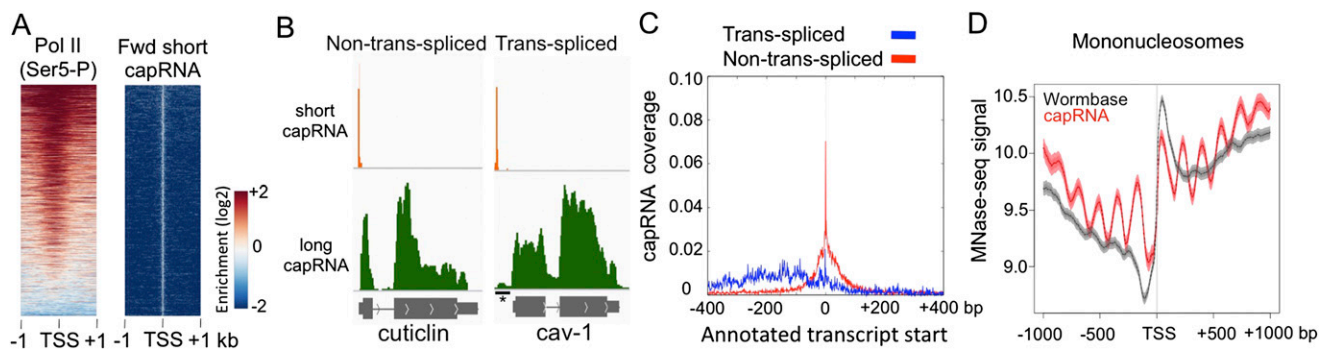 A
Pol II
(Ser5-P)
Fwd short
capRNA
-1 TSS +1
-1 TSS +1 kb
Enrichment (log2)
+2
0
-2
B
Non-trans-spliced
Trans-spliced
short
capRNA
long
capRNA
*
cuticlin
cav-1
C
Trans-spliced
Non-trans-spliced
capRNA coverage
0.10
0.08
0.06
0.04
0.02
0
-400 -200 0 +200 +400 bp
Annotated transcript start
D
Mononucleosomes
Wormbase
capRNA
MNase-seq signal
10.5
10.0
9.5
9.0
-1000 -500 TSS +500 +1000 bp